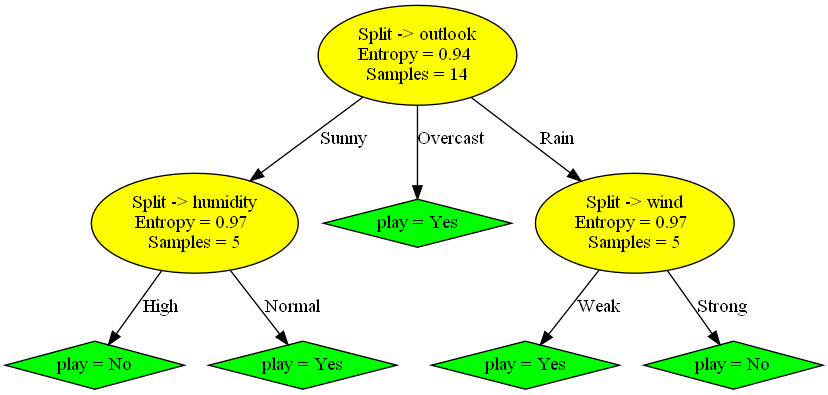 Split -> outlook
Entropy = 0.94
Samples = 14
Sunny
Overcast
Rain
Split -> humidity
Entropy = 0.97
Samples = 5
play = Yes
Split -> wind
Entropy = 0.97
Samples = 5
High
Normal
Weak
Strong
play = No
play = Yes
play = Yes
play = No